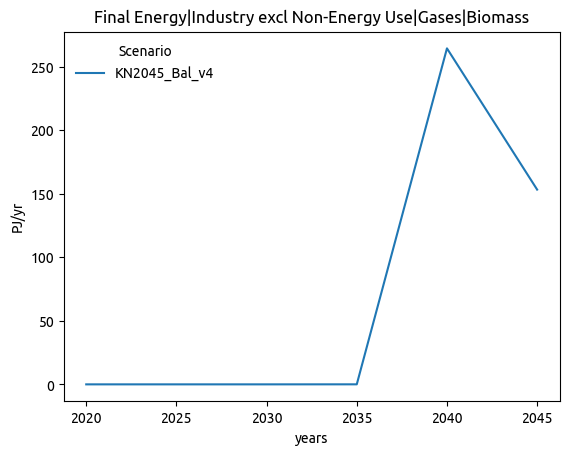 Final Energy|Industry excl Non-Energy Use|Gases|Biomass
Scenario
KN2045_Bal_v4
PJ/yr
250
200
150
100
50
0
2020 2025 2030 2035 2040 2045
years